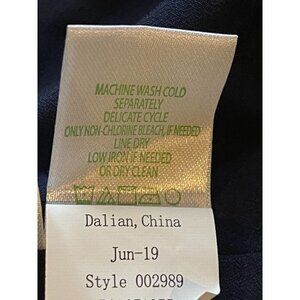 MACHINE WASH COLD
SEPARATELY
DELICATE CYCLE
ONLY NON-CHLORINE BLEACH, IF NEEDED
LINE DRY
LOW IRON IF NEEDED
OR DRY CLEAN
Dalian, China
Jun-19
Style 002989